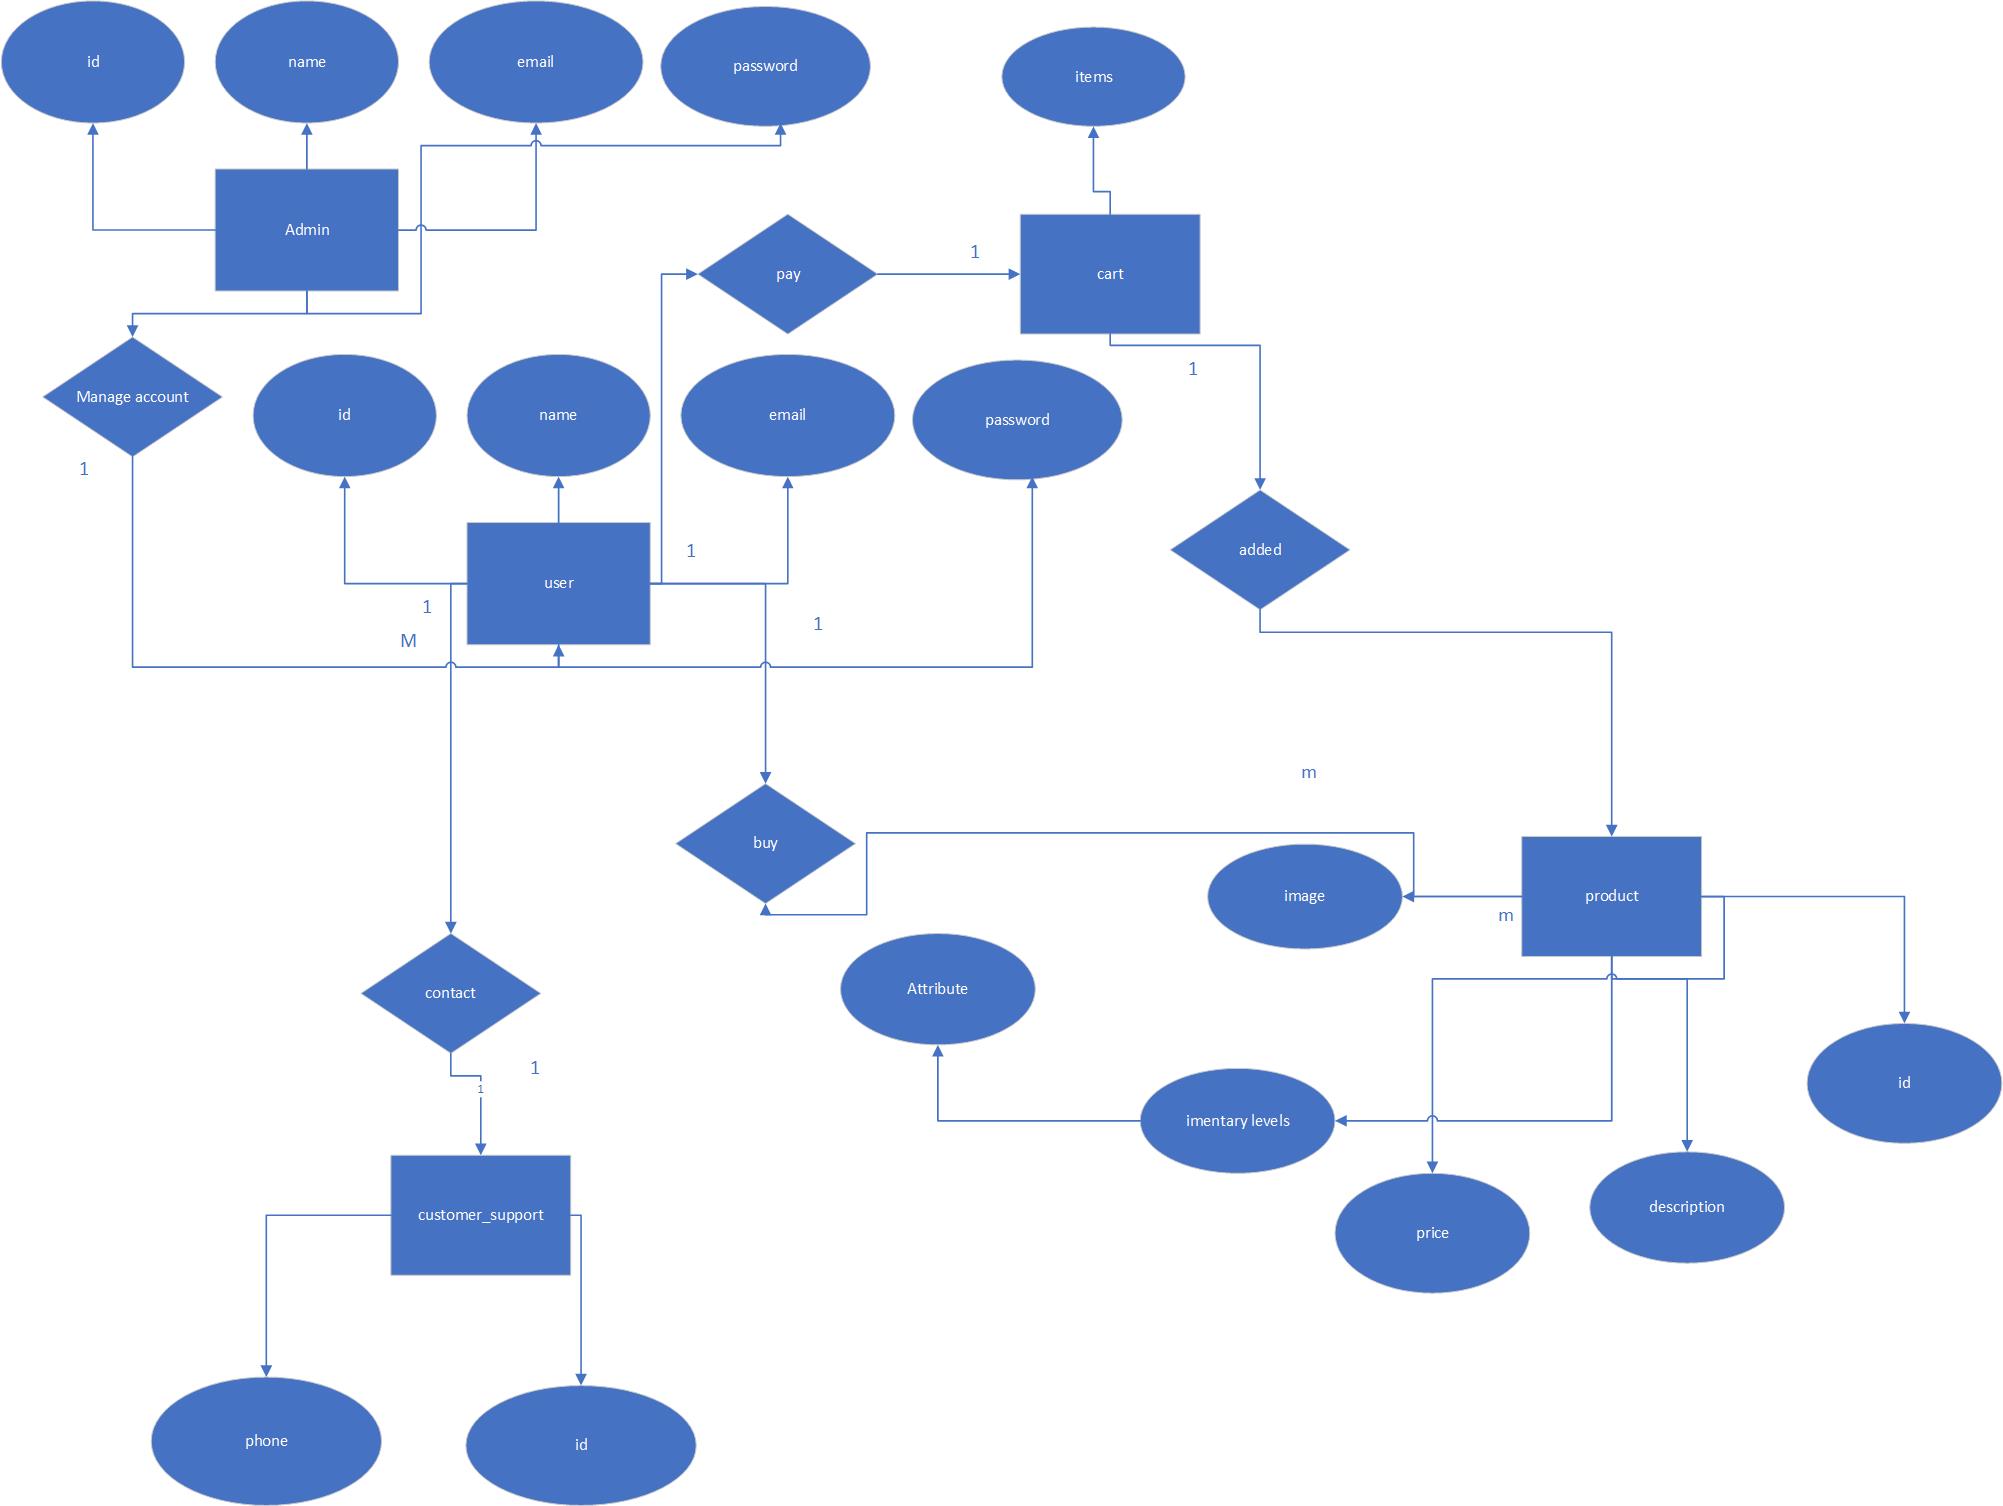 id
name
email
password
items
Admin
pay
1
cart
1
Manage account
id
name
email
password
1
1
added
user
1
1
M
m
buy
image
product
m
Attribute
contact
1
1
id
imentary levels
description
customer_support
price
phone
id